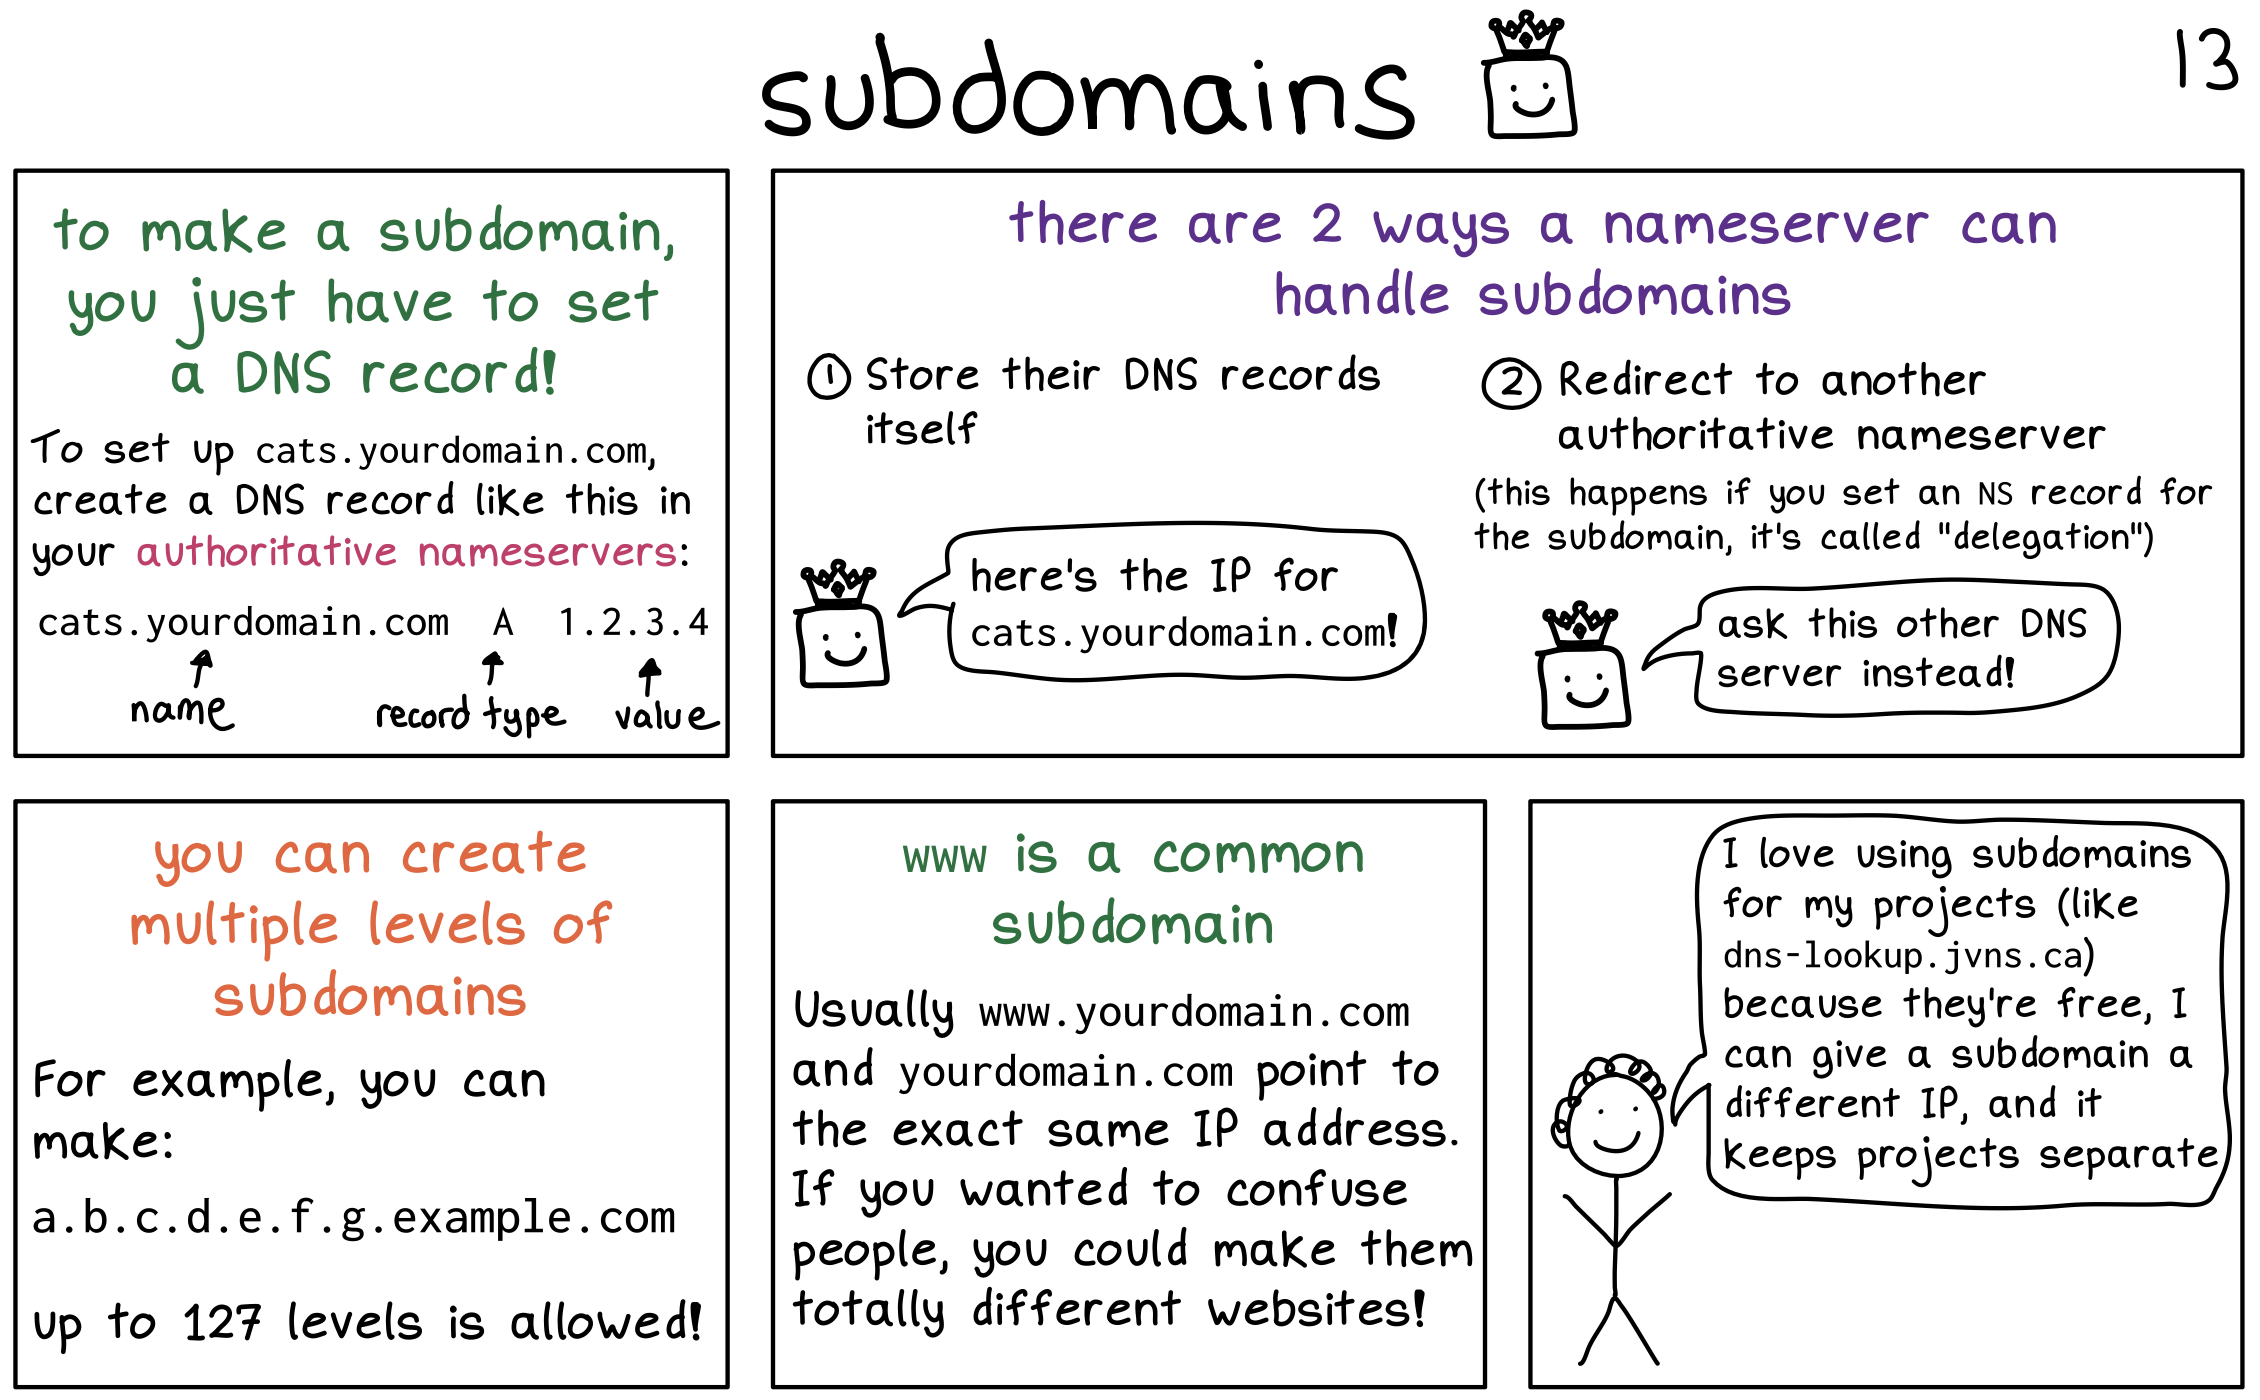 subdomains
13
to make a subdomain,
you just have to set
a DNS record!
To set up cats.yourdomain.com,
create a DNS record like this in
your authoritative nameservers:
cats.yourdomain.com A 1.2.3.4
name record type value
there are 2 ways a nameserver can
handle subdomains
1 Store their DNS records
itself
here's the IP for
cats.yourdomain.com!
2 Redirect to another
authoritative nameserver
(this happens if you set an NS record for
the subdomain, it's called "delegation")
ask this other DNS
server instead!
you can create
multiple levels of
subdomains
For example, you can
make:
a.b.c.d.e.f.g.example.com
up to 127 levels is allowed!
www is a common
subdomain
Usually www.yourdomain.com
and yourdomain.com point to
the exact same IP address.
If you wanted to confuse
people, you could make them
totally different websites!
I love using subdomains
for my projects (like
dns-lookup.jvns.ca)
because they're free, I
can give a subdomain a
different IP, and it
keeps projects separate